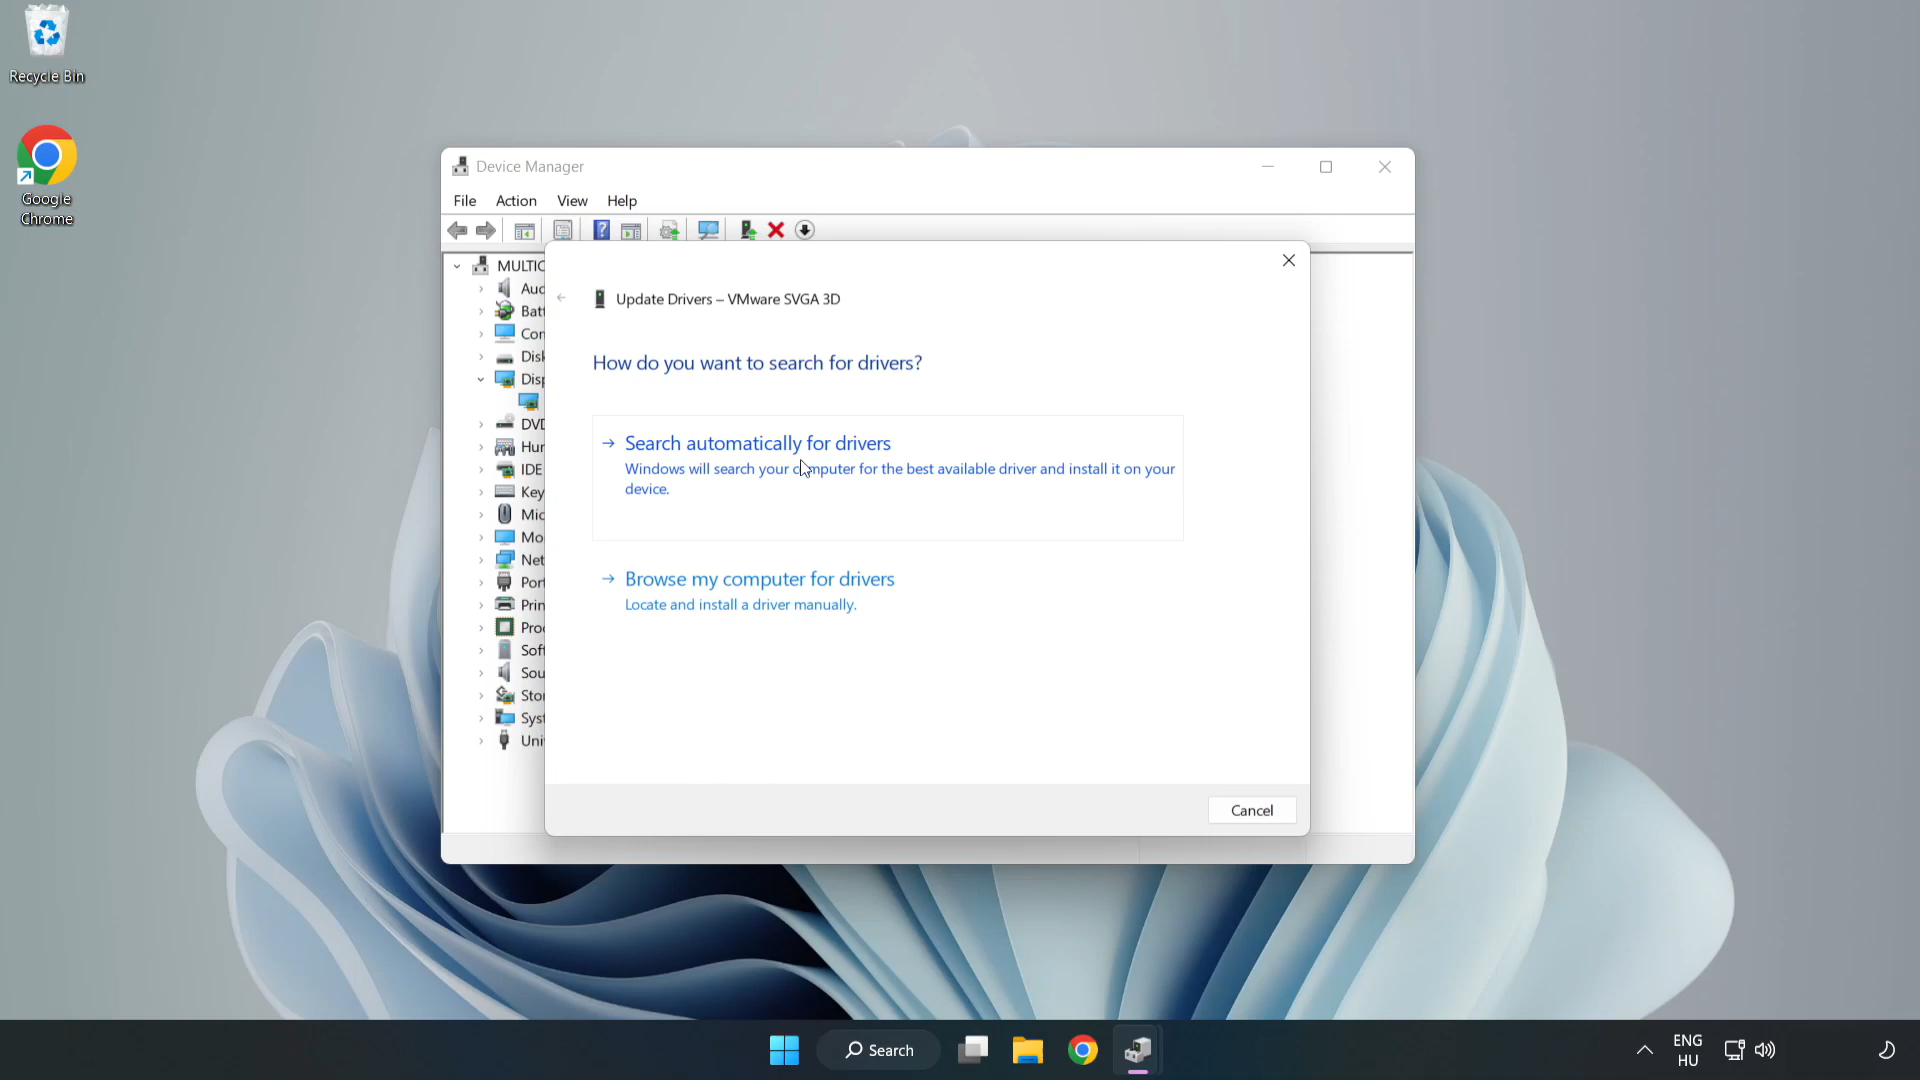 Recycle Bin
Google
Chrome
Device Manager
File Action View Help
Update Drivers – VMware SVGA 3D
How do you want to search for drivers?
Search automatically for drivers
Windows will search your computer for the best available driver and install it on your
device.
Browse my computer for drivers
Locate and install a driver manually.
Cancel
MULTIC
Aud
Batt
Com
Disk
Disp
DVD
Hum
IDE
Key
Mic
Mo
Net
Port
Prin
Proc
Soft
Sou
Stor
Syst
Uni
Search
ENG
HU